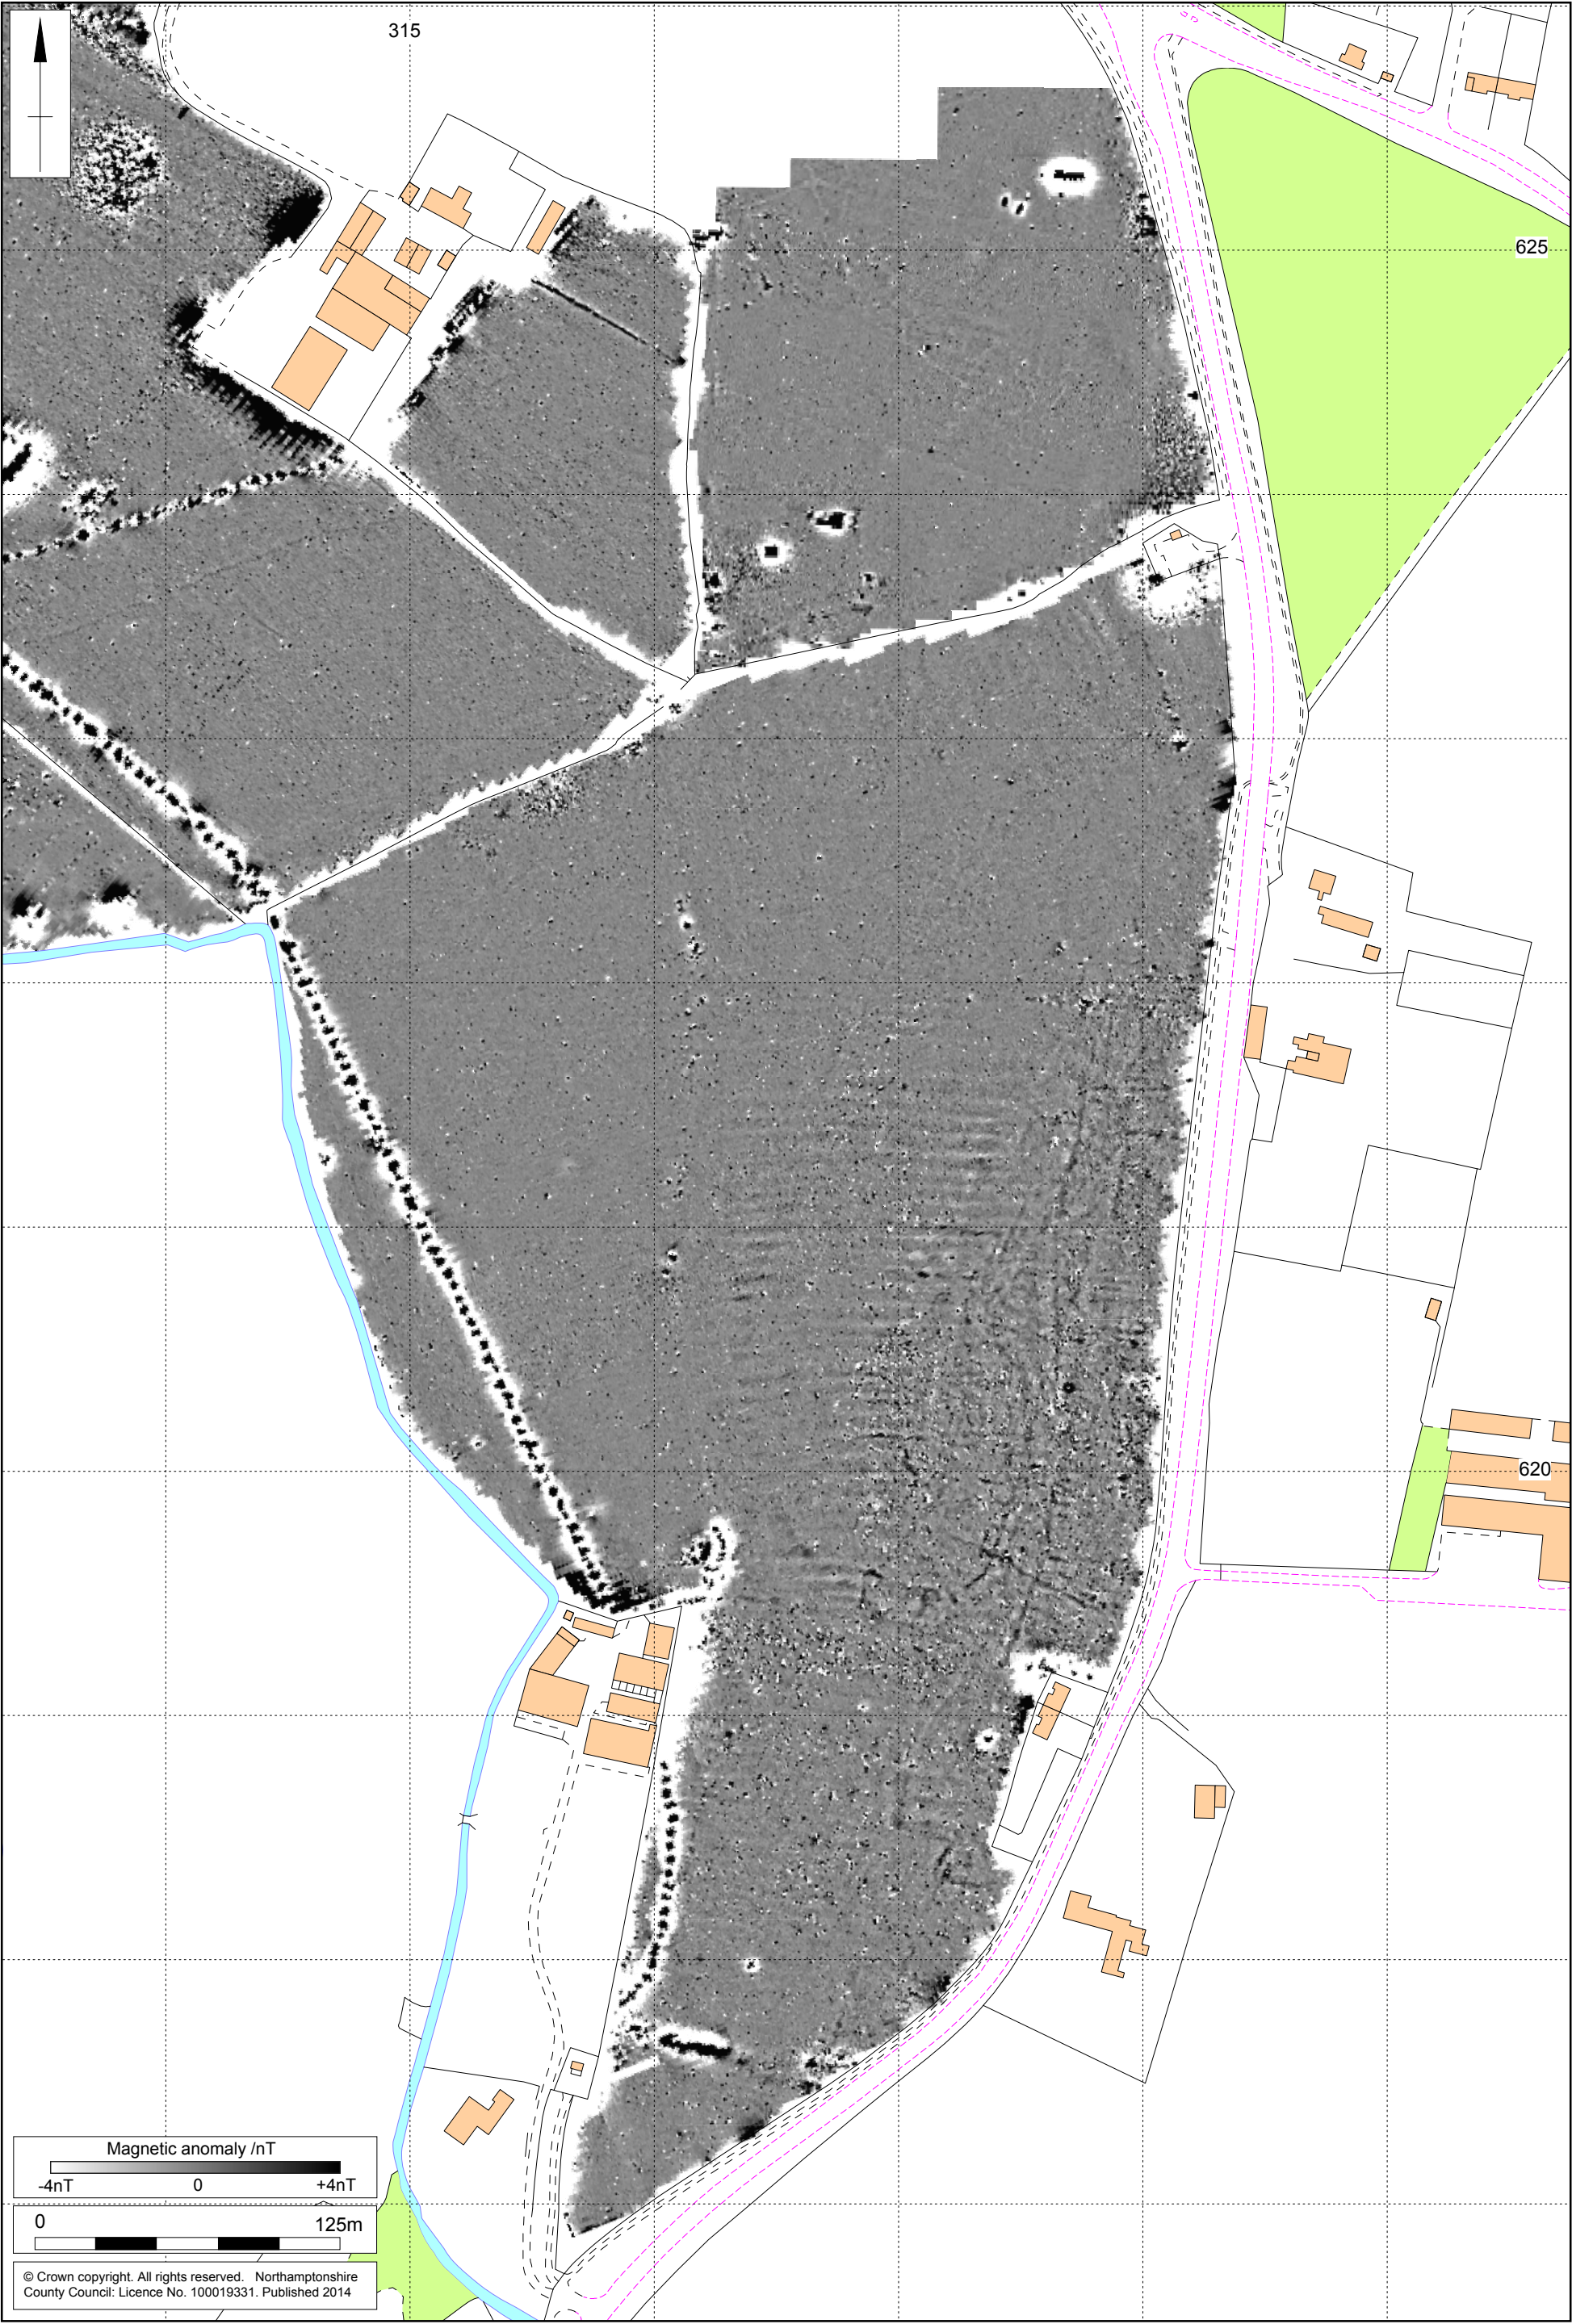 315
625
620
Magnetic anomaly /nT
-4nT 0 +4nT
0 125m
© Crown copyright. All rights reserved. Northamptonshire
County Council: Licence No. 100019331. Published 2014